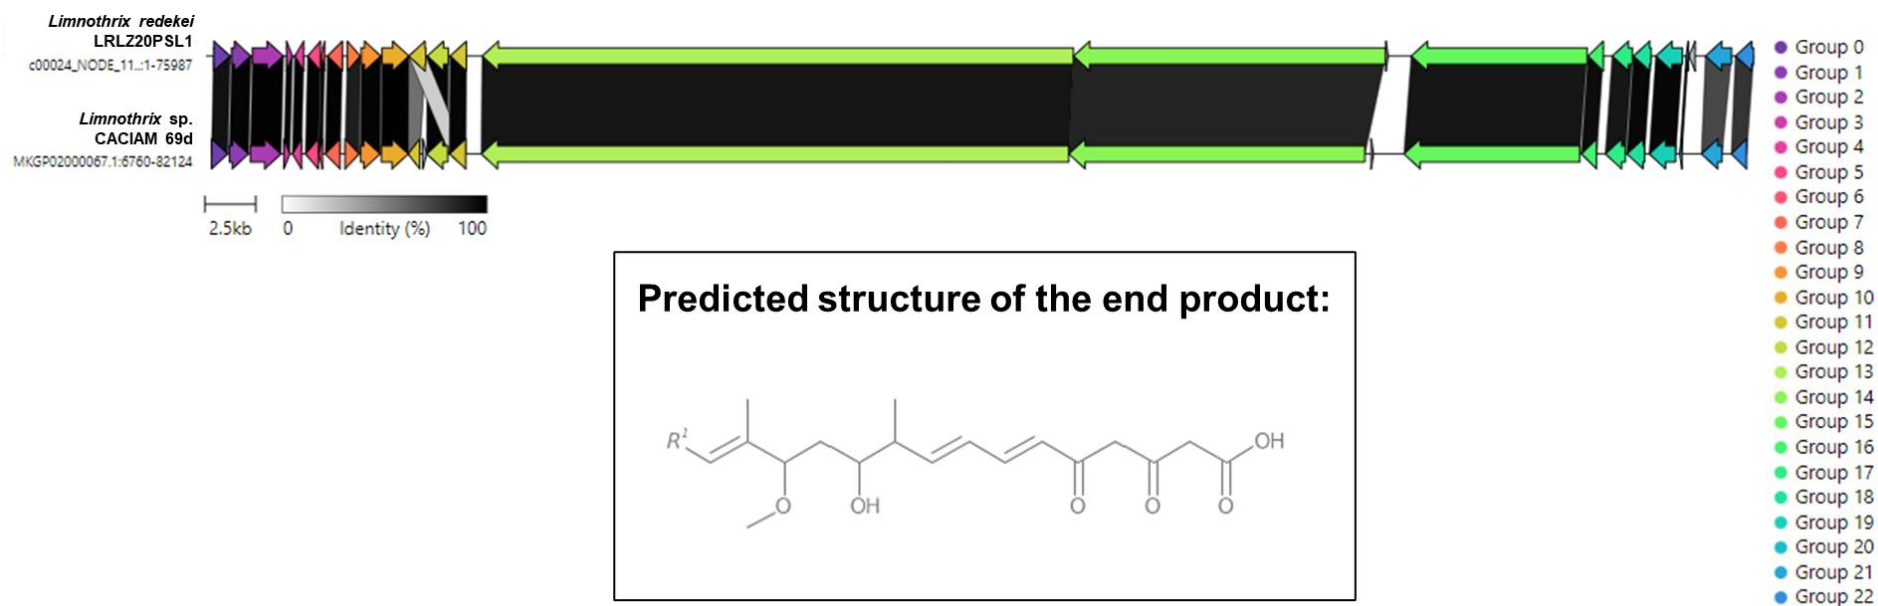 Limnothrix redekei
LRLZ20PSL1
c00024_NODE_11..:1-75987
Limnothrix sp.
CACIAM 69d
MKGP02000067.1:6760-82124
2.5kb
0 Identity (%) 100
Predicted structure of the end product:
R²
O
OH
O
O
O
OH
Group 0
Group 1
Group 2
Group 3
Group 4
Group 5
Group 6
Group 7
Group 8
Group 9
Group 10
Group 11
Group 12
Group 13
Group 14
Group 15
Group 16
Group 17
Group 18
Group 19
Group 20
Group 21
Group 22